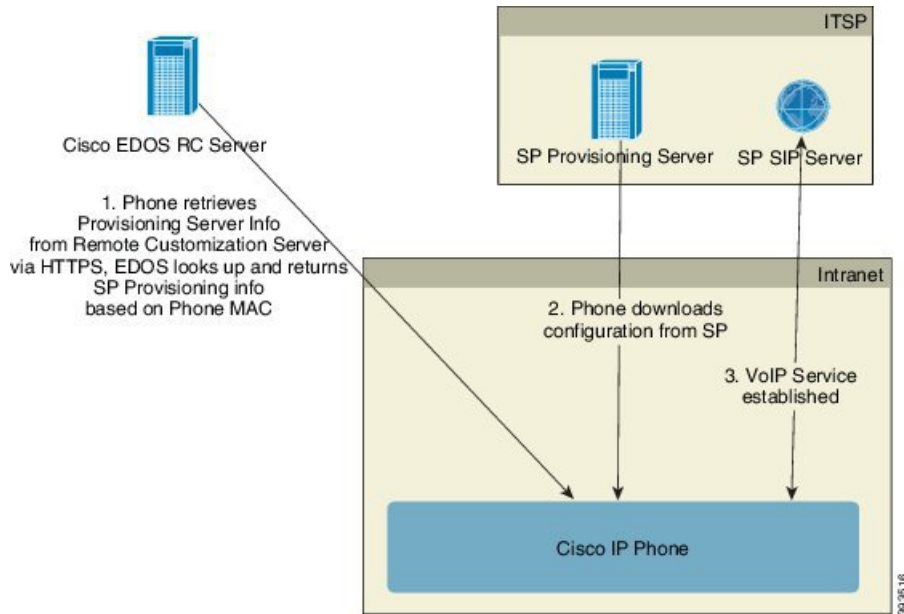 ITSP
Cisco EDOS RC Server
SP Provisioning Server
SP SIP Server
1. Phone retrieves
Provisioning Server Info
from Remote Customization Server
via HTTPS, EDOS looks up and returns
SP Provisioning info
based on Phone MAC
Intranet
2. Phone downloads
configuration from SP
3. VoIP Service
established
Cisco IP Phone